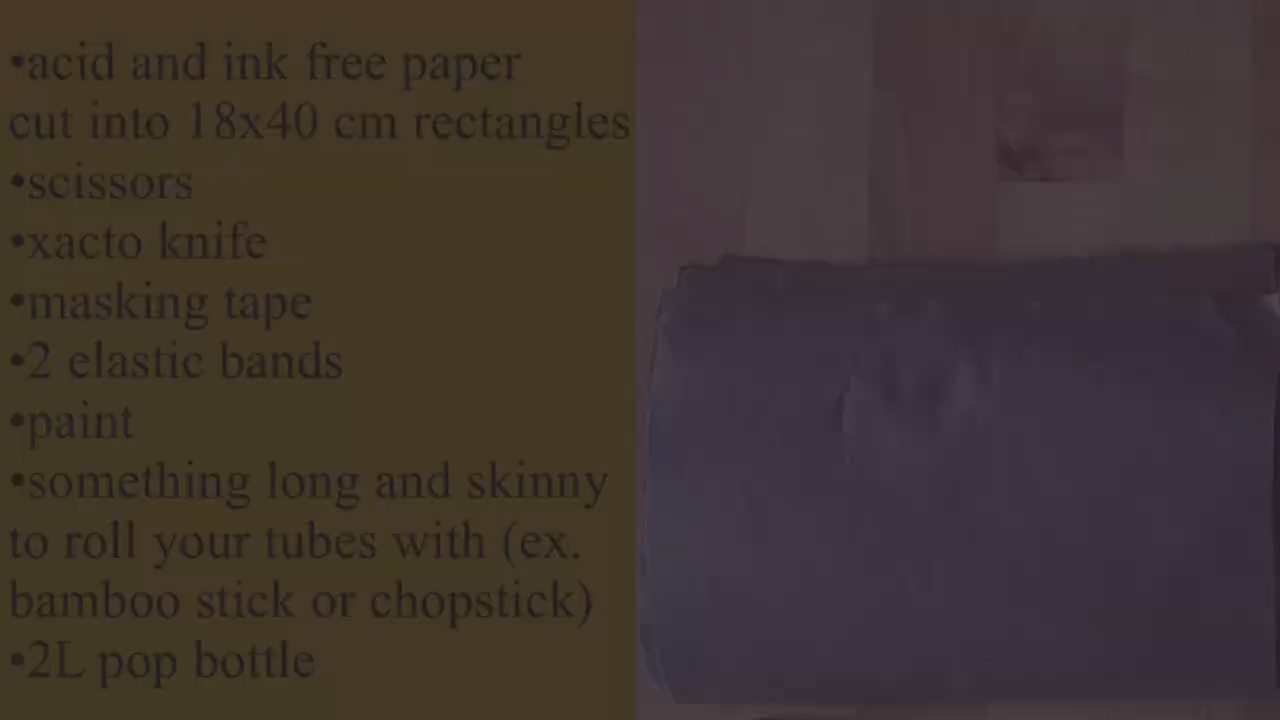 •acid and ink free paper
cut into 18x40 cm rectangles
•scissors
•xacto knife
•masking tape
•2 elastic bands
•paint
•something long and skinny
to roll your tubes with (ex.
bamboo stick or chopstick)
•2L pop bottle